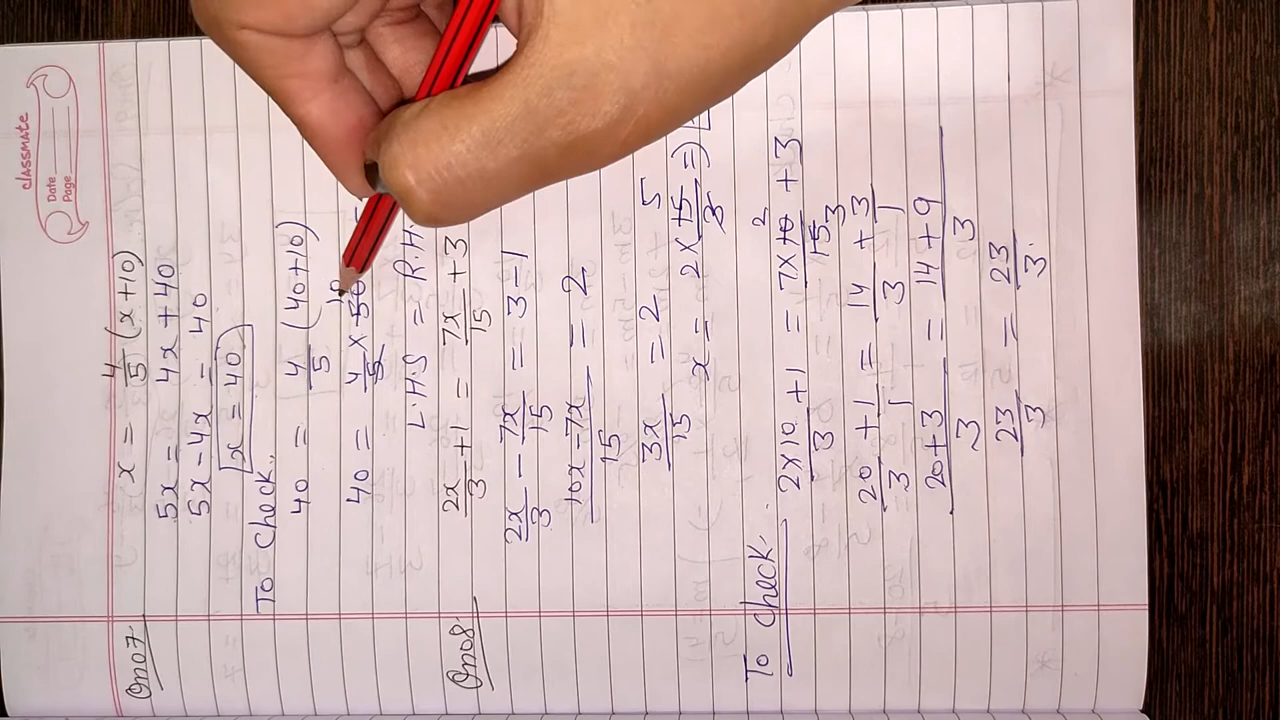 classmate
Date
Page
Qno7. x = 4/5 (x+10)
5x = 4x + 40
5x - 4x = 40
x = 40
To check.
40 = 4/5 (40+10)
40 = 4/5 × 50 10
L.H.S = R.H.
Qno8 2x/3 + 1 = 7x/15 + 3
2x/3 - 7x/15 = 3 - 1
10x - 7x/15 = 2
3x/15 = 2
x = 2 × 15/3 5 =>
To check.
2×10/3 + 1 = 7×10/15 + 3 2 3
20/3 + 1/1 = 14/3 + 3/1
20+3/3 = 14+9/3
23/3 = 23/3.